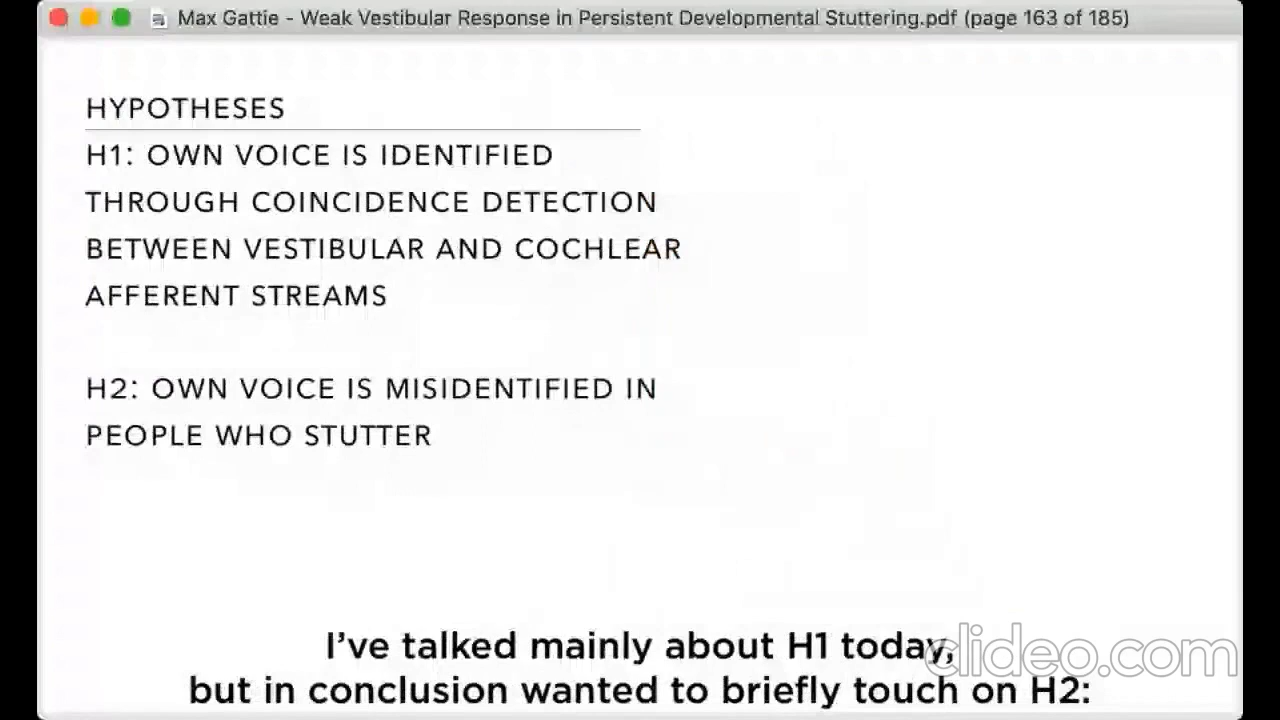 Max Gattie - Weak Vestibular Response in Persistent Developmental Stuttering.pdf (page 163 of 185)
HYPOTHESES
H1: OWN VOICE IS IDENTIFIED
THROUGH COINCIDENCE DETECTION
BETWEEN VESTIBULAR AND COCHLEAR
AFFERENT STREAMS
H2: OWN VOICE IS MISIDENTIFIED IN
PEOPLE WHO STUTTER
I’ve talked mainly about H1 today,
but in conclusion wanted to briefly touch on H2:
clideo.com